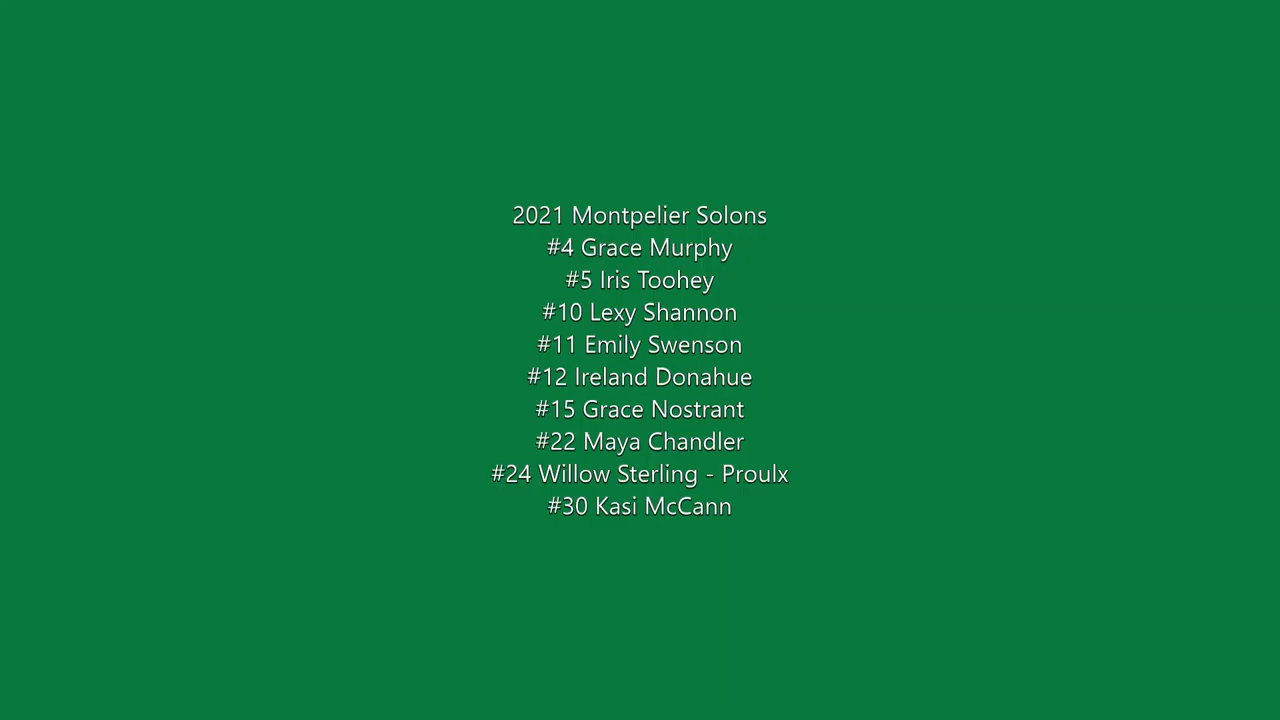 2021 Montpelier Solons
#4 Grace Murphy
#5 Iris Toohey
#10 Lexy Shannon
#11 Emily Swenson
#12 Ireland Donahue
#15 Grace Nostrant
#22 Maya Chandler
#24 Willow Sterling - Proulx
#30 Kasi McCann